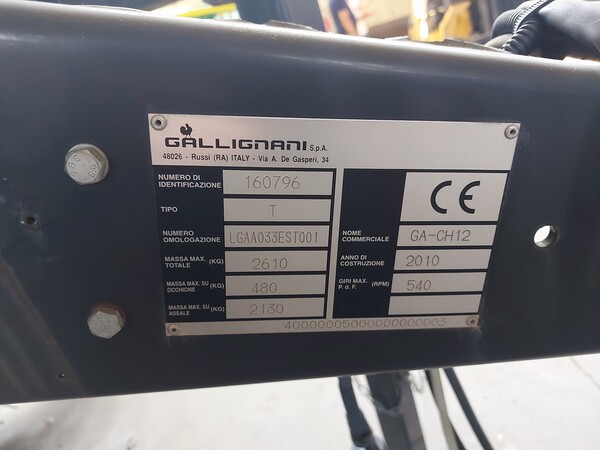 GALLIGNANI S.p.A.
48026 - Russi (RA) ITALY - Via A. De Gasperi, 34
NUMERO DI IDENTIFICAZIONE 160796
TIPO T
NUMERO OMOLOGAZIONE LGAA033EST001
MASSA MAX. TOTALE (KG) 2610
MASSA MAX. SU OCCHIONE (KG) 480
MASSA MAX. SU ASSALE (KG) 2130
CE
NOME COMMERCIALE GA-CH12
ANNO DI COSTRUZIONE 2010
GIRI MAX. P. d. F. (RPM) 540
8.8